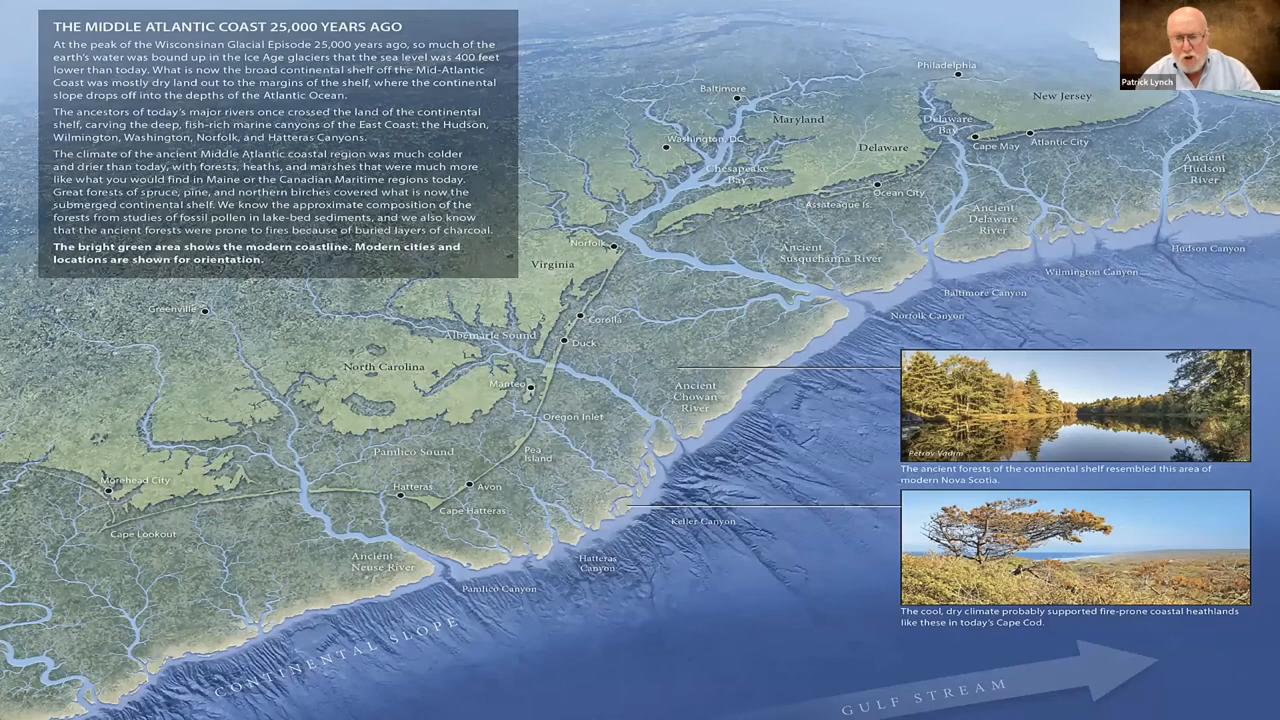 THE MIDDLE ATLANTIC COAST 25,000 YEARS AGO
At the peak of the Wisconsinan Glacial Episode 25,000 years ago, so much of the
earth's water was bound up in the Ice Age glaciers that the sea level was 400 feet
lower than today. What is now the broad continental shelf off the Mid-Atlantic
Coast was mostly dry land out to the margins of the shelf, where the continental
slope drops off into the depths of the Atlantic Ocean.
The ancestors of today's major rivers once crossed the land of the continental
shelf, carving the deep, fish-rich marine canyons of the East Coast: the Hudson,
Wilmington, Washington, Norfolk, and Hatteras Canyons.
The climate of the ancient Middle Atlantic coastal region was much colder
and drier than today, with forests, heaths, and marshes that were much more
like what you would find in Maine or the Canadian Maritime regions today.
Great forests of spruce, pine, and northern birches covered what is now the
submerged continental shelf. We know the approximate composition of the
forests from studies of fossil pollen in lake-bed sediments, and we also know
that the ancient forests were prone to fires because of buried layers of charcoal.
The bright green area shows the modern coastline. Modern cities and
locations are shown for orientation.
Patrick Lynch
Philadelphia
Baltimore
New Jersey
Maryland
Delaware
Bay
Washington, DC
Cape May
Atlantic City
Delaware
Chesapeake
Bay
Ancient
Hudson
River
Ocean City
Assateague Is.
Ancient
Delaware
River
Norfolk
Ancient
Susquehanna River
Hudson Canyon
Virginia
Wilmington Canyon
Baltimore Canyon
Norfolk Canyon
Greenville
Corolla
Albemarle Sound
Duck
North Carolina
Manteo
Ancient
Chowan
River
Oregon Inlet
Pamlico Sound
Pea
Island
Petrov Vadim
The ancient forests of the continental shelf resembled this area of
modern Nova Scotia.
Morehead City
Hatteras
Avon
Cape Hatteras
Keller Canyon
Cape Lookout
Ancient
Neuse River
Hatteras
Canyon
Pamlico Canyon
The cool, dry climate probably supported fire-prone coastal heathlands
like these in today's Cape Cod.
CONTINENTAL SLOPE
GULF STREAM